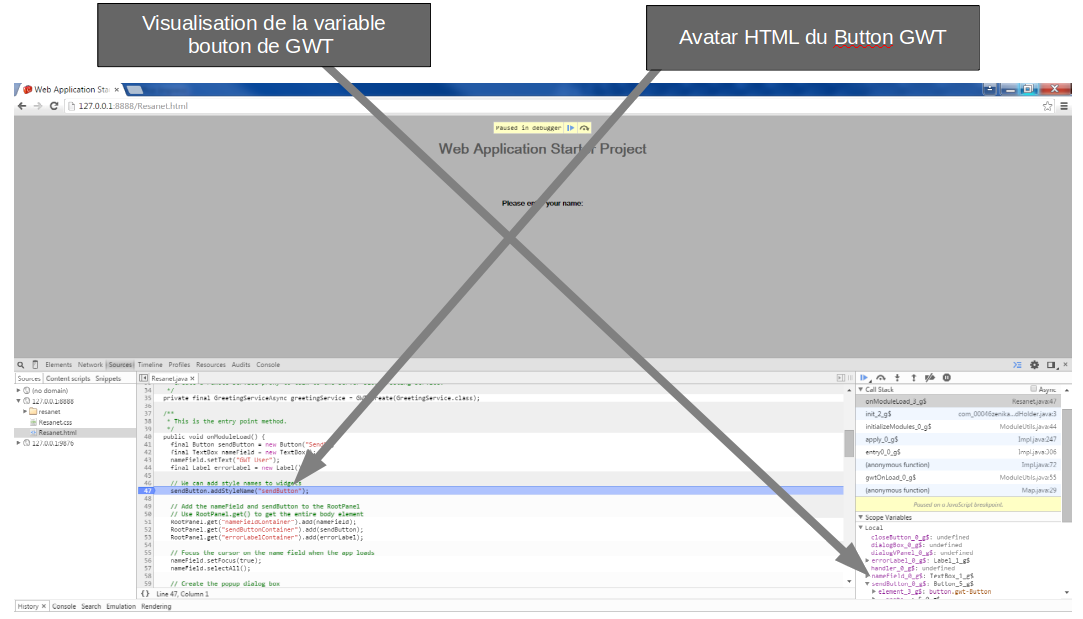 Visualisation de la variable
bouton de GWT
Avatar HTML du Button GWT
Web Application Star ×
127.0.0.1:8888/Resanet.html
Paused in debugger
Web Application Starter Project
Please enter your name:
Elements Network Sources Timeline Profiles Resources Audits Console
Sources Content scripts Snippets
(no domain)
127.0.0.1:8888
resanet
Resanet.css
Resanet.html
127.0.0.1:9876
Resanet.java ×
34 */
35 private final GreetingServiceAsync greetingService = GWT.create(GreetingService.class);
36
37 /**
38 * This is the entry point method.
39 */
40 public void onModuleLoad() {
41 final Button sendButton = new Button("Send
42 final TextBox nameField = new TextBox
43 nameField.setText("GWT User");
44 final Label errorLabel = new Label(
45
46 // We can add style names to widgets
47 sendButton.addStyleName("sendButton");
48
49 // Add the nameField and sendButton to the RootPanel
50 // Use RootPanel.get() to get the entire body element
51 RootPanel.get("nameFieldContainer").add(nameField);
52 RootPanel.get("sendButtonContainer").add(sendButton);
53 RootPanel.get("errorLabelContainer").add(errorLabel);
54
55 // Focus the cursor on the name field when the app loads
56 nameField.setFocus(true);
57 nameField.selectAll();
58
59 // Create the popup dialog box
{} Line 47, Column 1
Call Stack Async
onModuleLoad_3_g$ Resanet.java:47
init_2_g$ com_00046zenika...dHolder.java:3
initializeModules_0_g$ ModuleUtils.java:44
apply_0_g$ Impl.java:247
entry0_0_g$ Impl.java:306
(anonymous function) Impl.java:72
gwtOnLoad_0_g$ ModuleUtils.java:55
(anonymous function) Map.java:29
Paused on a JavaScript breakpoint.
Scope Variables
Local
closeButton_0_g$: undefined
dialogBox_0_g$: undefined
dialogVPanel_0_g$: undefined
errorLabel_0_g$: Label_1_g$
handler_0_g$: undefined
nameField_0_g$: TextBox_1_g$
sendButton_0_g$: Button_5_g$
element_3_g$: button.gwt-Button
History × Console Search Emulation Rendering